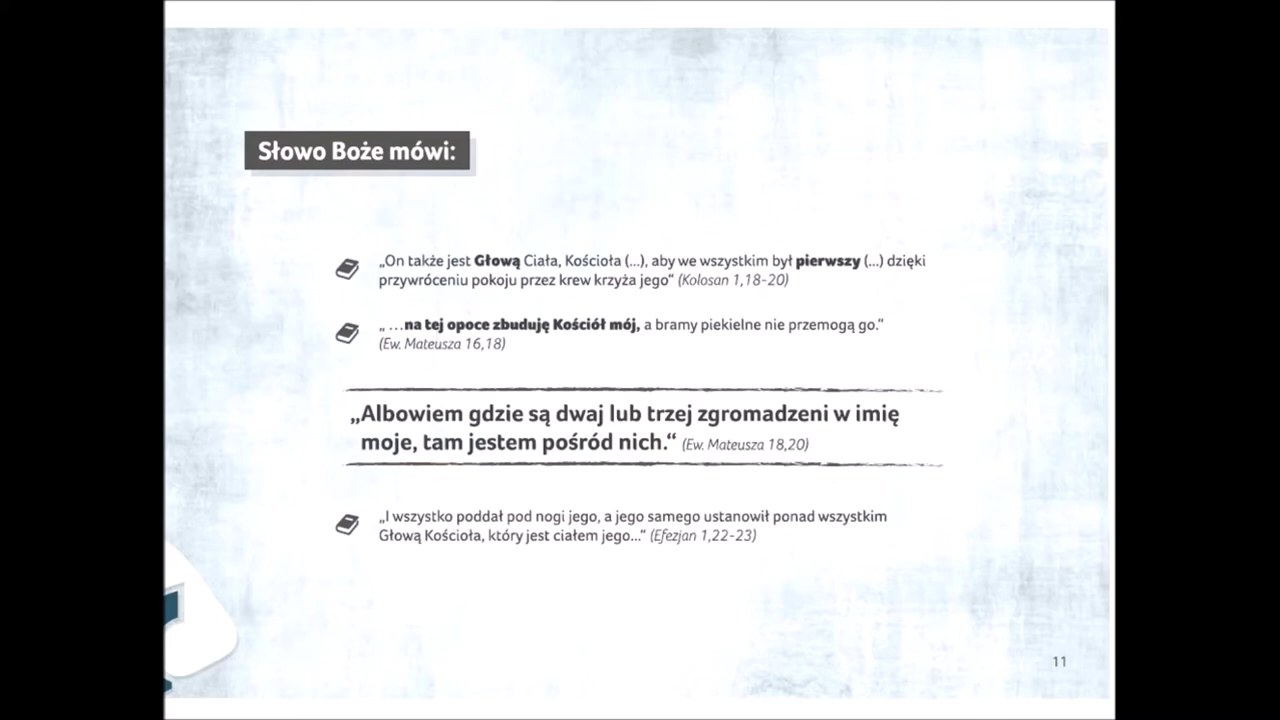 Słowo Boże mówi:
„On także jest Głową Ciała, Kościoła (...), aby we wszystkim był pierwszy (...) dzięki
przywróceniu pokoju przez krew krzyża jego“ (Kolosan 1,18-20)
„ ...na tej opoce zbuduję Kościół mój, a bramy piekielne nie przemogą go.“
(Ew. Mateusza 16,18)
„Albowiem gdzie są dwaj lub trzej zgromadzeni w imię
moje, tam jestem pośród nich.“ (Ew. Mateusza 18,20)
„I wszystko poddał pod nogi jego, a jego samego ustanowił ponad wszystkim
Głową Kościoła, który jest ciałem jego...“ (Efezjan 1,22-23)
11